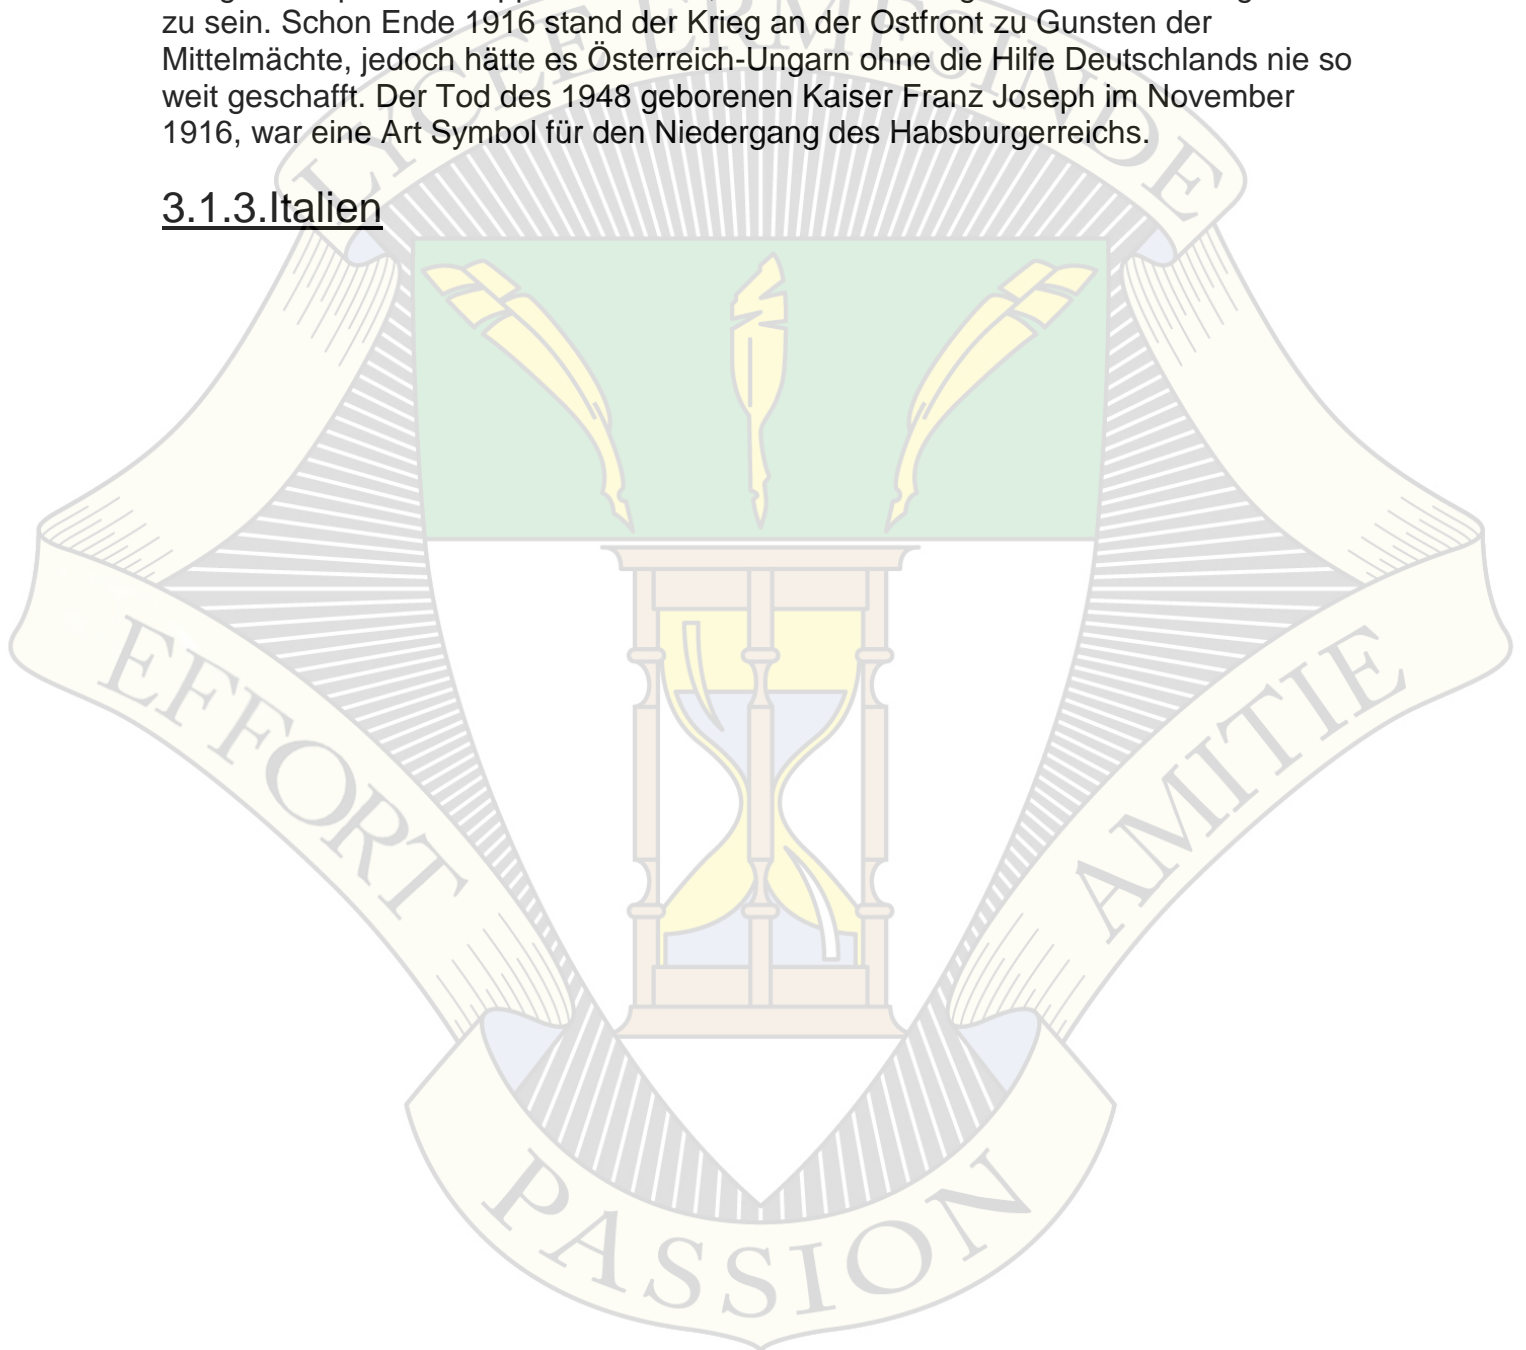 zu sein. Schon Ende 1916 stand der Krieg an der Ostfront zu Gunsten der
Mittelmächte, jedoch hätte es Österreich-Ungarn ohne die Hilfe Deutschlands nie so
weit geschafft. Der Tod des 1948 geborenen Kaiser Franz Joseph im November
1916, war eine Art Symbol für den Niedergang des Habsburgerreichs.
3.1.3.Italien
LYCÉE ERMESINDE
EFFORT
AMITIE
PASSION